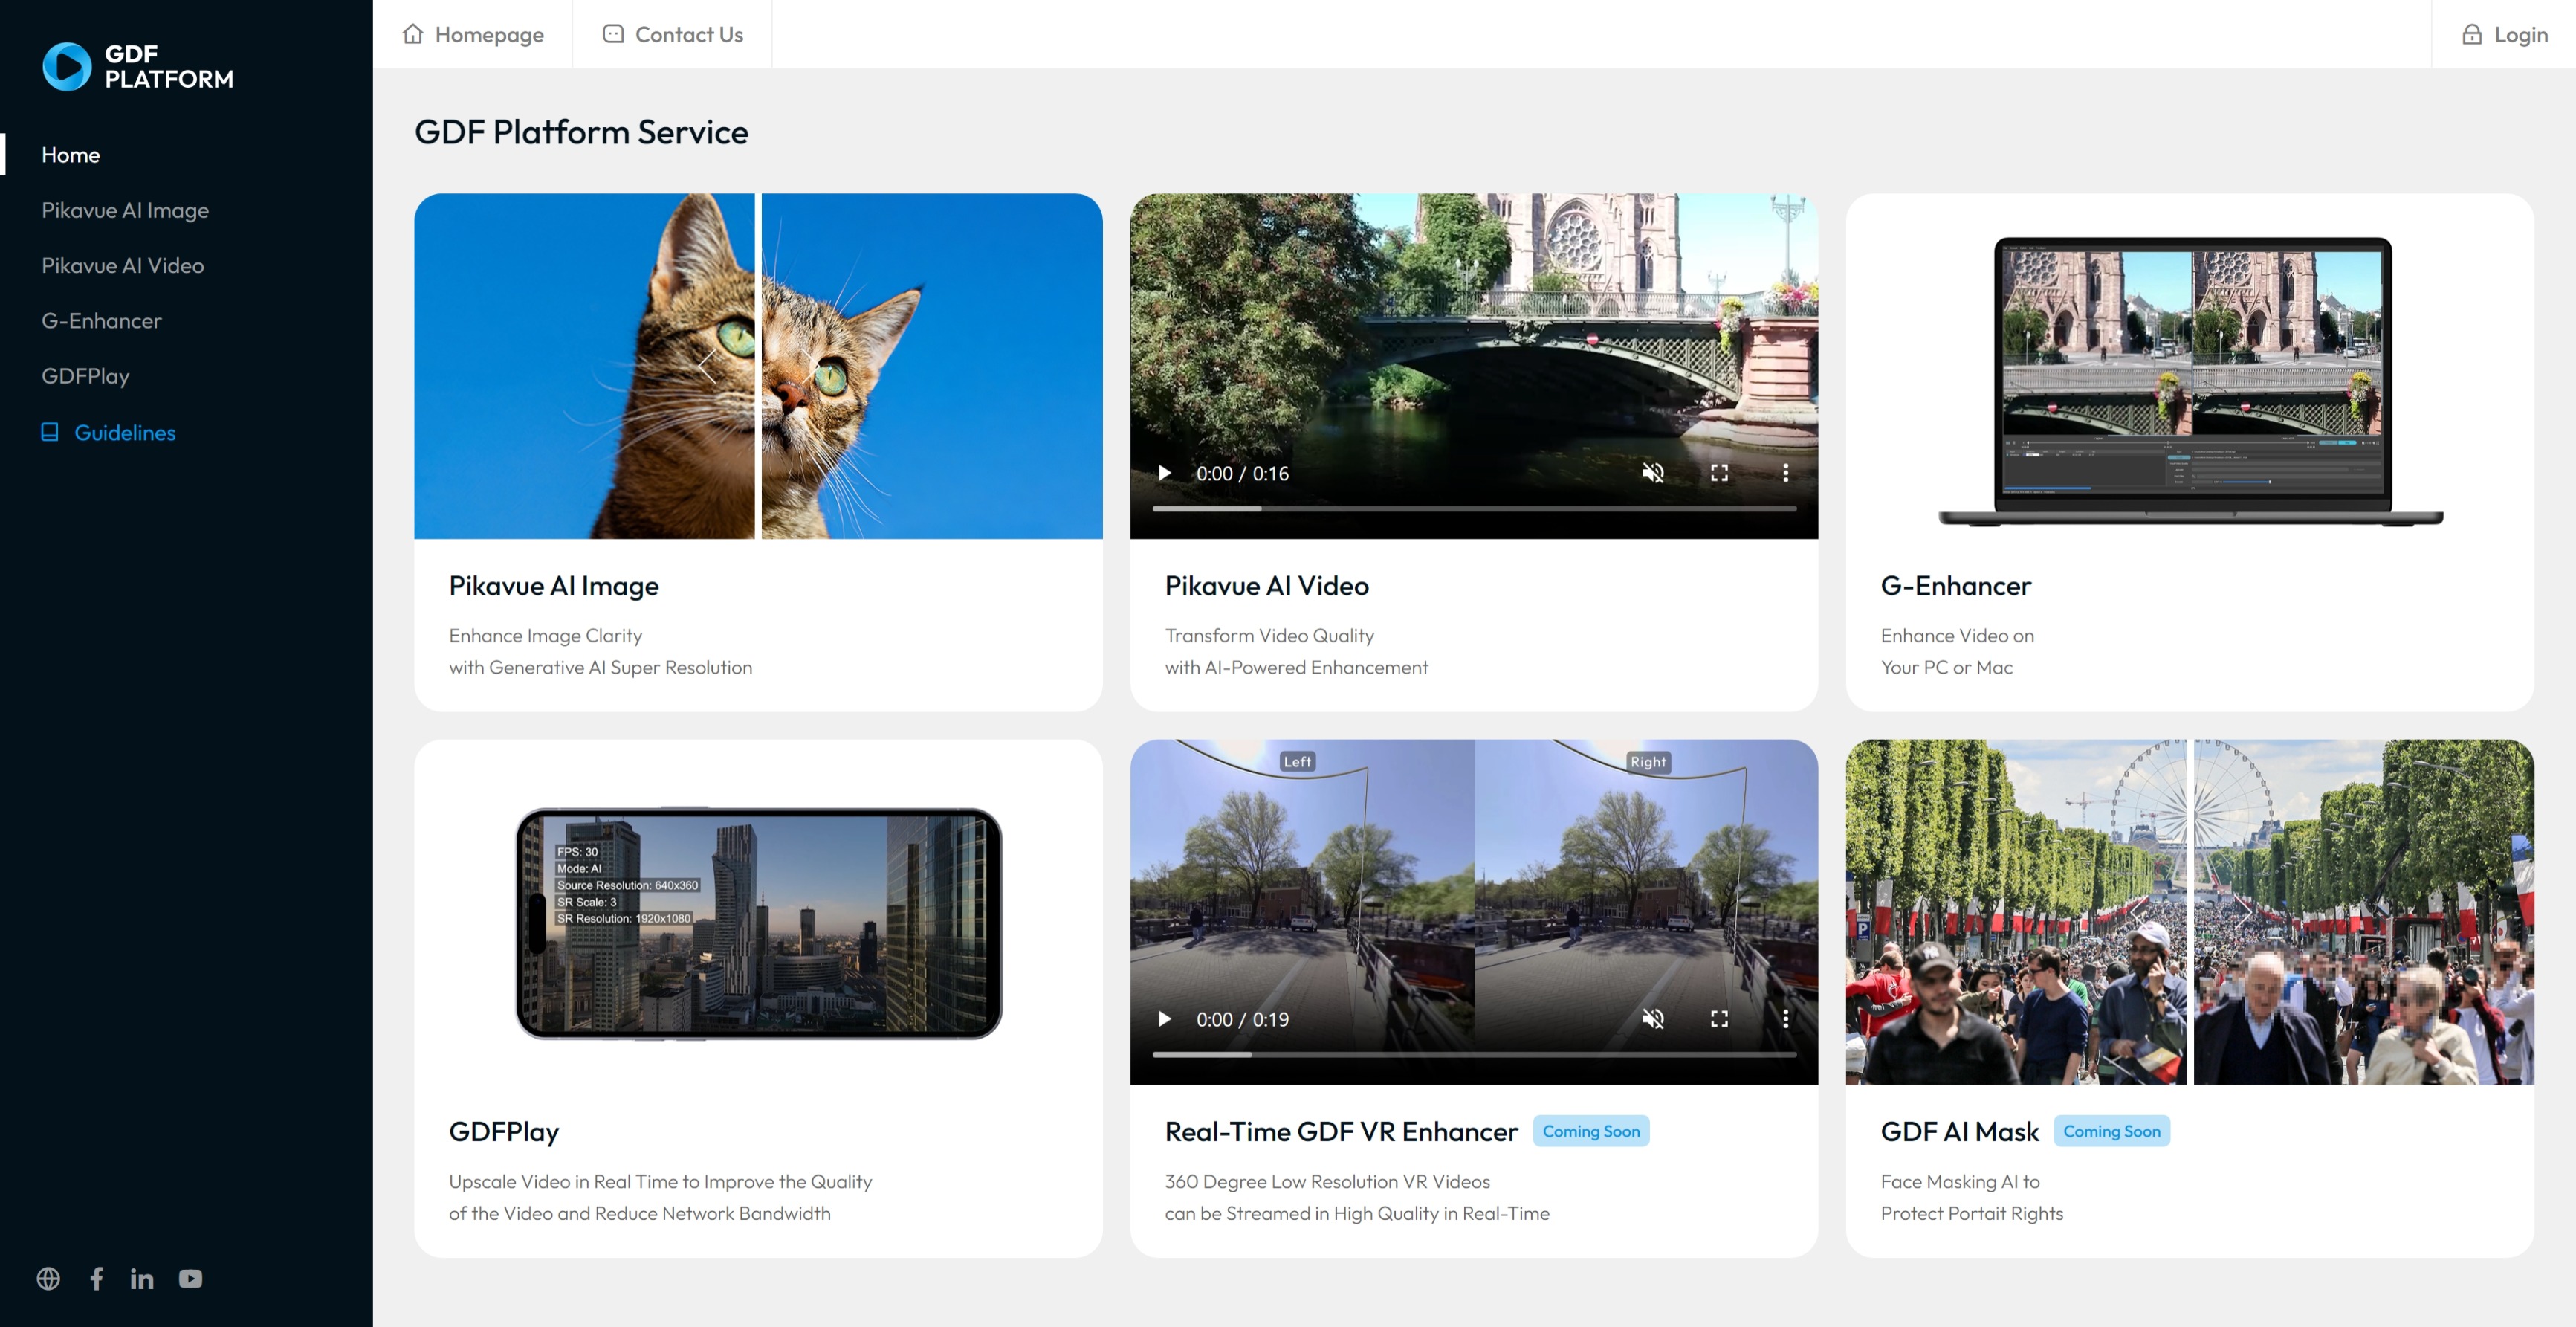 GDF
PLATFORM
Home
Pikavue AI Image
Pikavue AI Video
G-Enhancer
GDFPlay
Guidelines
Homepage
Contact Us
Login
GDF Platform Service
Pikavue AI Image
Enhance Image Clarity
with Generative AI Super Resolution
0:00 / 0:16
Pikavue AI Video
Transform Video Quality
with AI-Powered Enhancement
G-Enhancer
Enhance Video on
Your PC or Mac
FPS: 30
Mode: AI
Source Resolution: 640x360
SR Scale: 3
SR Resolution: 1920x1080
GDFPlay
Upscale Video in Real Time to Improve the Quality
of the Video and Reduce Network Bandwidth
Left
Right
0:00 / 0:19
Real-Time GDF VR Enhancer
Coming Soon
360 Degree Low Resolution VR Videos
can be Streamed in High Quality in Real-Time
P
GDF AI Mask
Coming Soon
Face Masking AI to
Protect Portait Rights